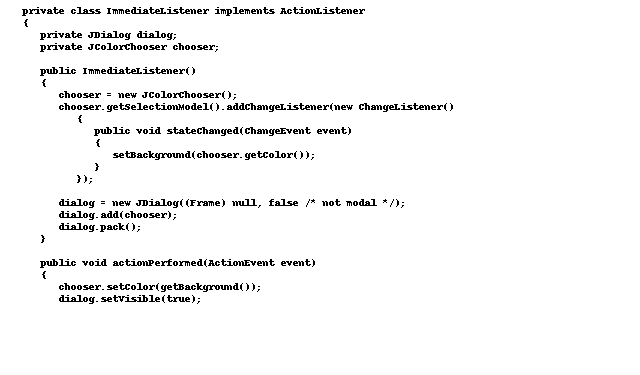 private class ImmediateListener implements ActionListener
{
private JDialog dialog;
private JColorChooser chooser;
public ImmediateListener()
{
chooser = new JColorChooser();
chooser.getSelectionModel().addChangeListener(new ChangeListener()
{
public void stateChanged(ChangeEvent event)
{
setBackground(chooser.getColor());
}
});
dialog = new JDialog((Frame) null, false /* not modal */);
dialog.add(chooser);
dialog.pack();
}
public void actionPerformed(ActionEvent event)
{
chooser.setColor(getBackground());
dialog.setVisible(true);